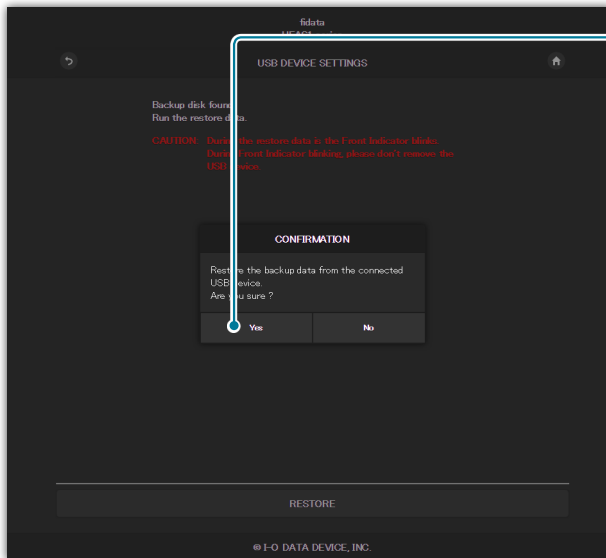 fidata
USB DEVICE SETTINGS
Backup disk found
Run the restore data.
CAUTION: During the restore data is the Front Indicator blinks.
During Front Indicator blinking, please don't remove the
USB device.
CONFIRMATION
Restore the backup data from the connected
USB device.
Are you sure ?
Yes No
RESTORE
© I-O DATA DEVICE, INC.